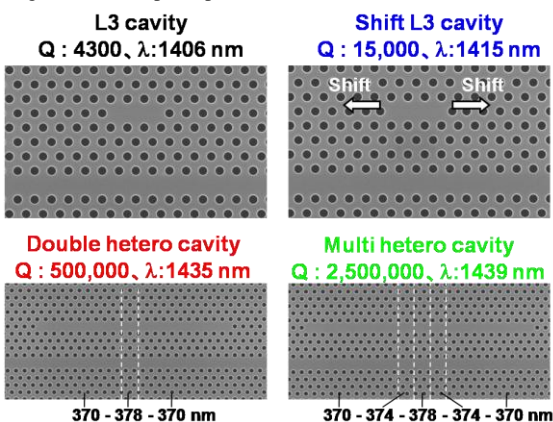 L3 cavity
Q : 4300、λ:1406 nm
Shift L3 cavity
Q : 15,000、λ:1415 nm
Shift
Shift
Double hetero cavity
Q : 500,000、λ:1435 nm
Multi hetero cavity
Q : 2,500,000、λ:1439 nm
370 - 378 - 370 nm
370 - 374 - 378 - 374 - 370 nm